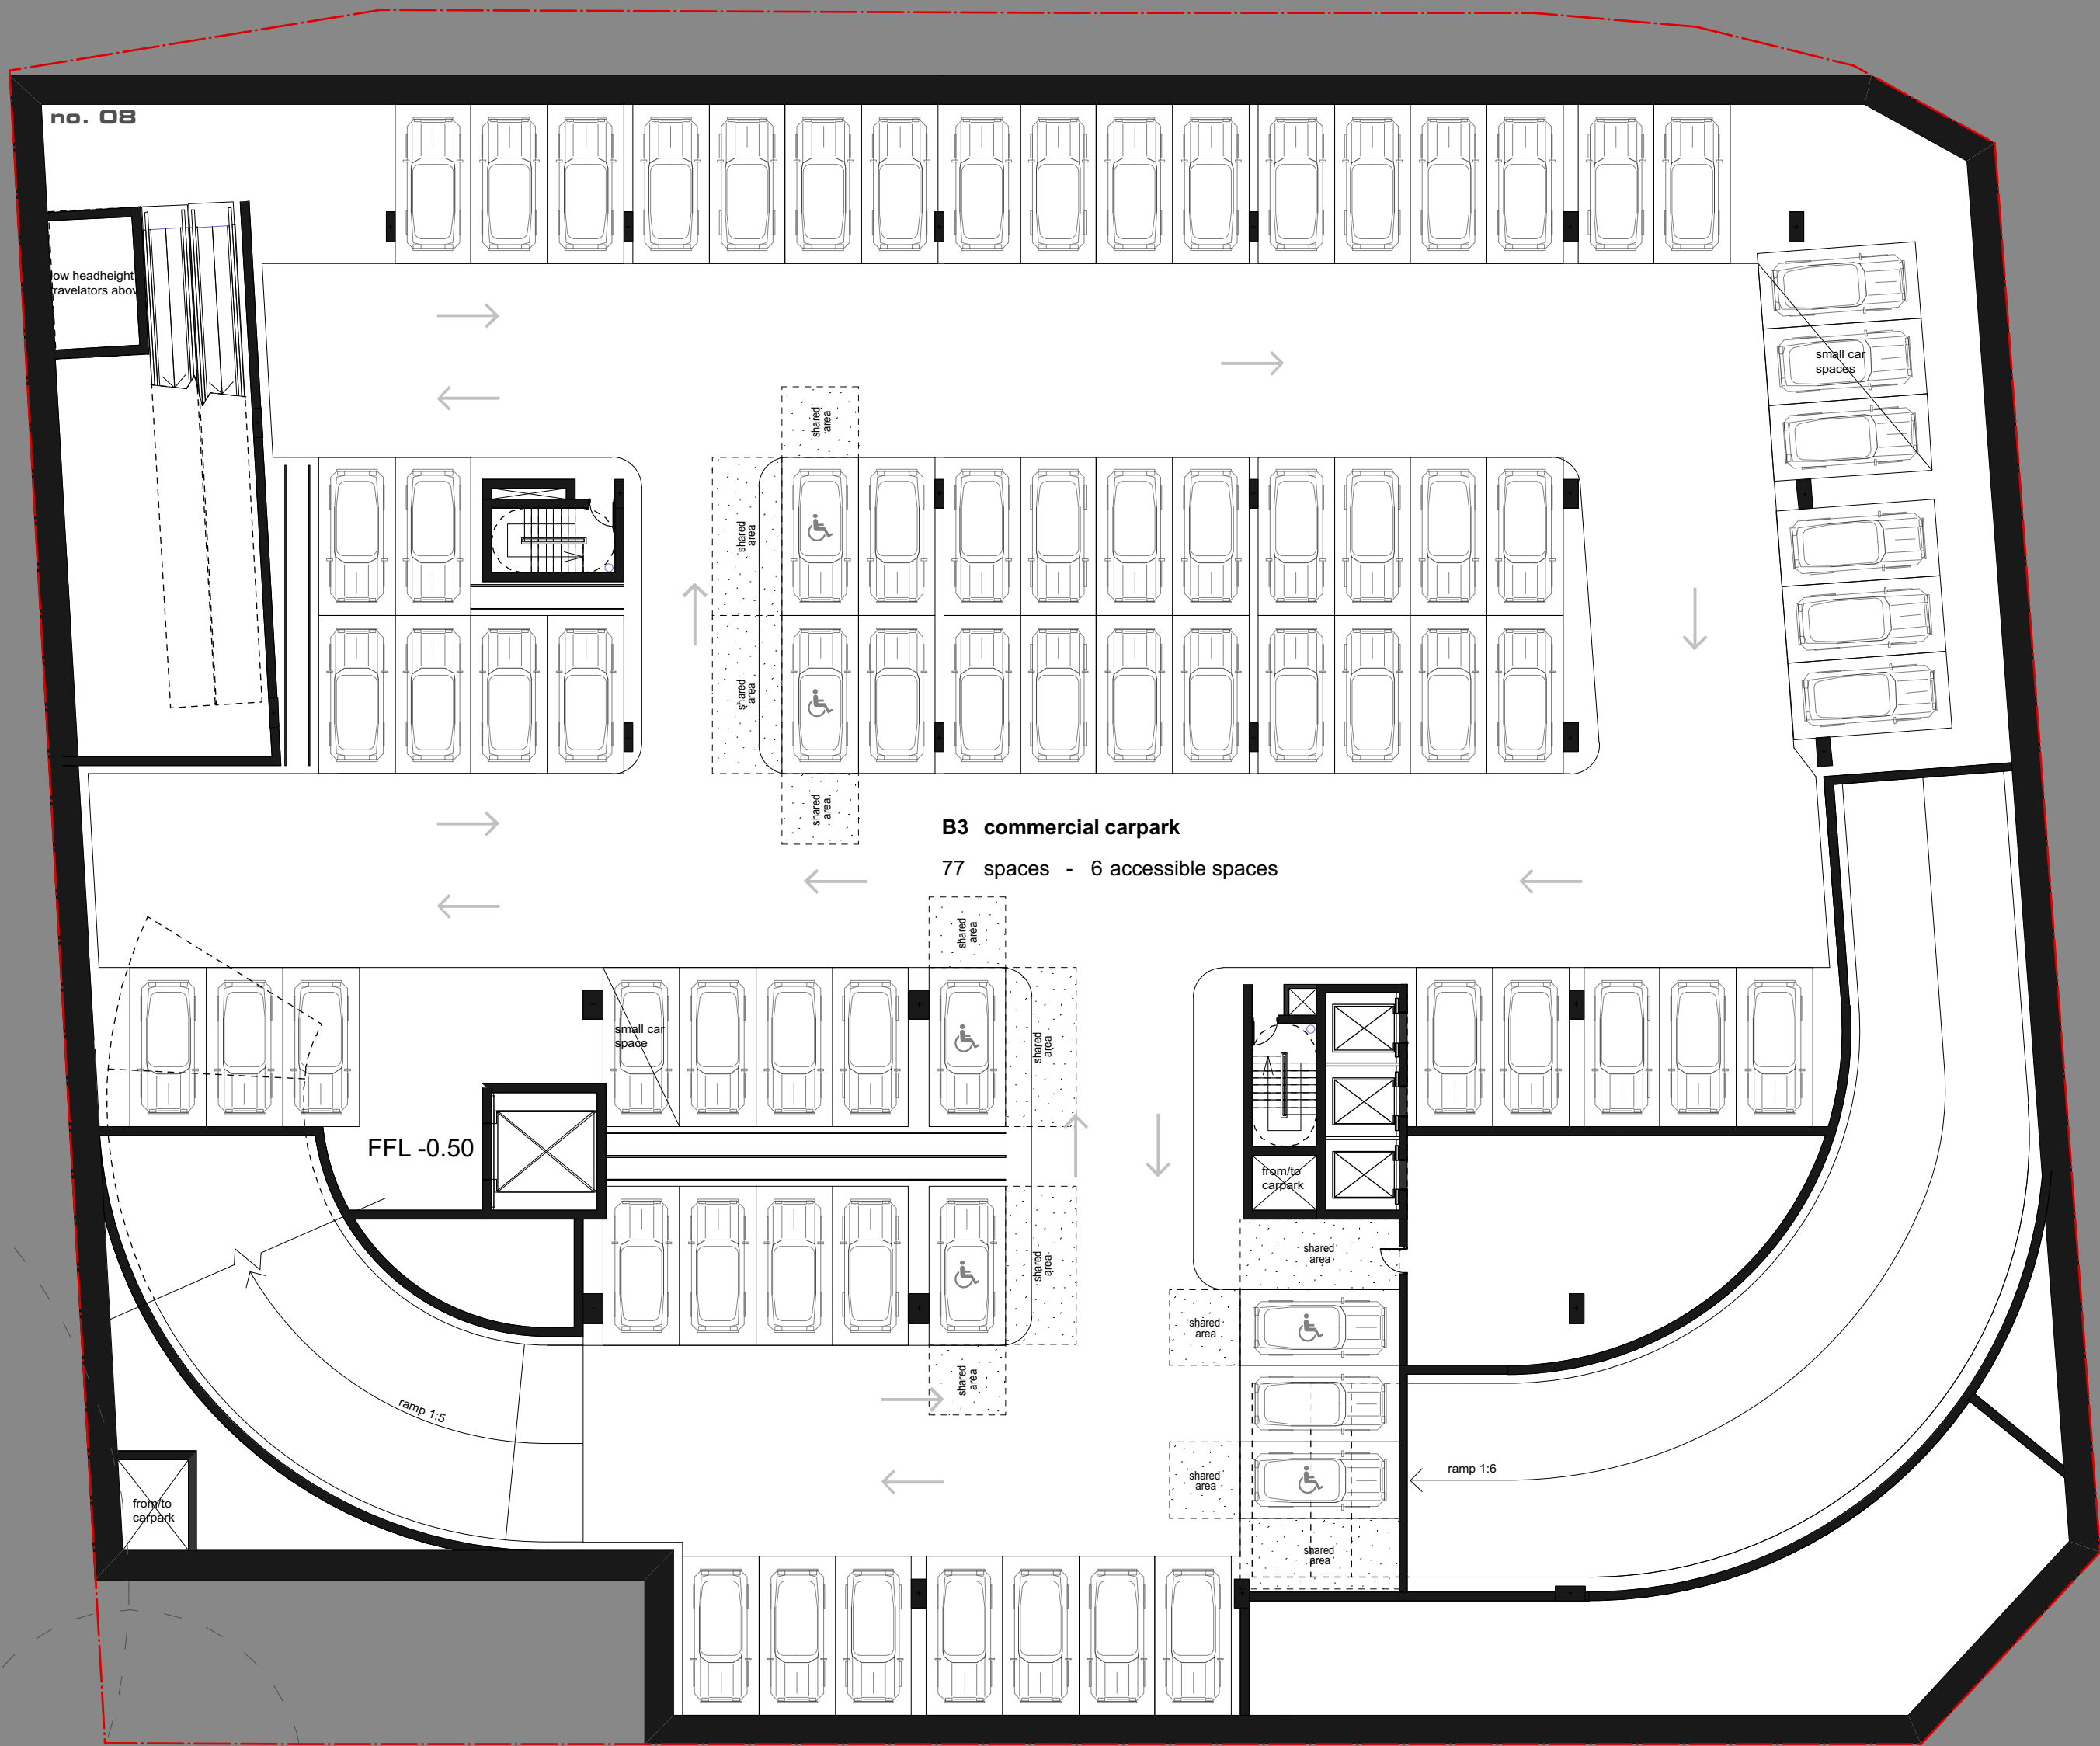 no. 08
ow headheight
ravelators abov
small car
spaces
shared
area
shared
area
shared
area
shared
area
B3 commercial carpark
77 spaces - 6 accessible spaces
shared
area
small car
space
shared
area
FFL -0.50
from/to
carpark
shared
area
shared
area
shared
area
shared
area
ramp 1:5
ramp 1:6
shared
area
from/to
carpark
shared
area